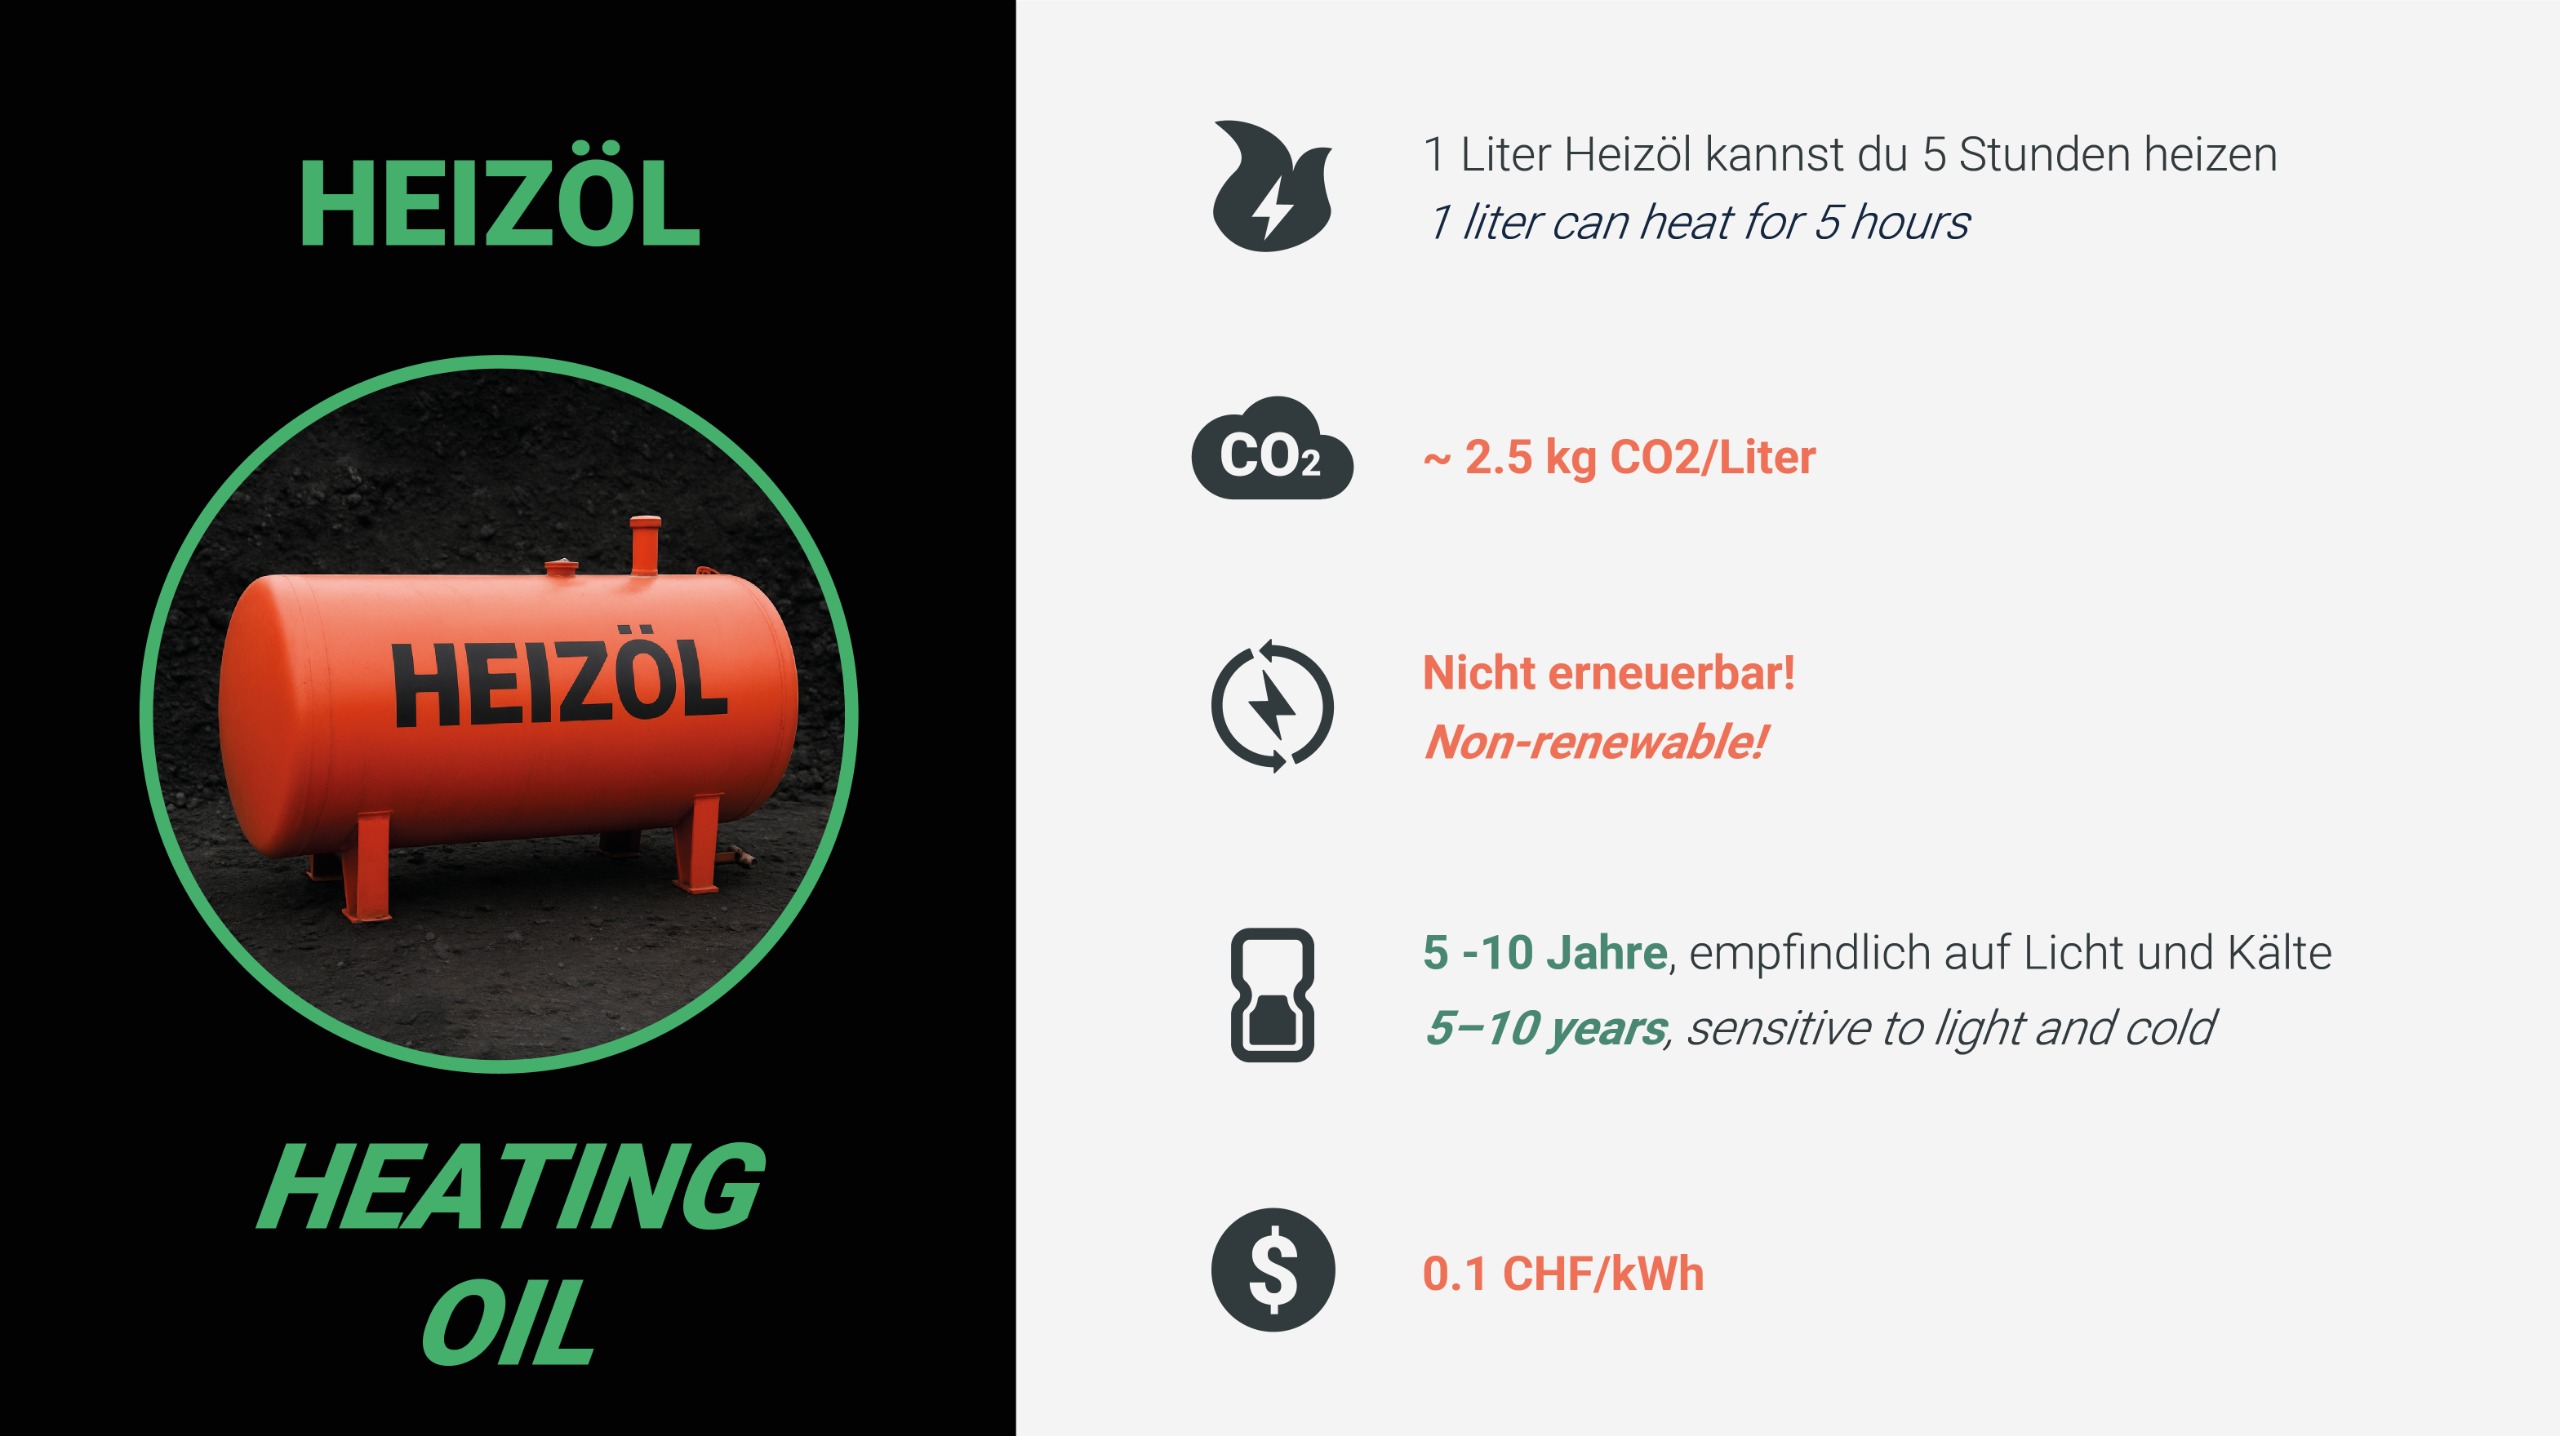 HEIZÖL
HEIZÖL
HEATING
OIL
1 Liter Heizöl kannst du 5 Stunden heizen
1 liter can heat for 5 hours
CO₂
~ 2.5 kg CO2/Liter
Nicht erneuerbar!
Non-renewable!
5 -10 Jahre, empfindlich auf Licht und Kälte
5–10 years, sensitive to light and cold
$
0.1 CHF/kWh